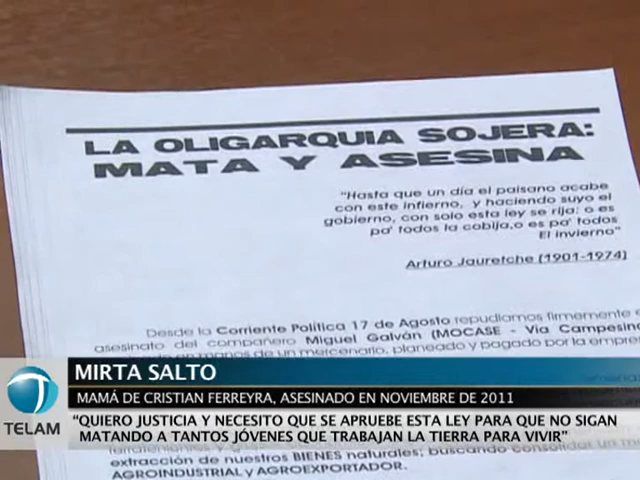 LA OLIGARQUIA SOJERA:
MATA Y ASESINA
"Hasta que un día el paisano acabe
con este infierno, y haciendo suyo el
gobierno, con solo esta ley se rija: o es
pa' todos la cabija,o es pa' todos
El invierno"
Arturo Jauretche (1901-1974)
Desde la Corriente Política 17 de Agosto repudiamos firmemente
asesinato del compañero Miguel Galván (MOCASE - Via
en manos de un mercenario, planeado y pagado por la
MIRTA SALTO
MAMÁ DE CRISTIAN FERREYRA, ASESINADO EN NOVIEMBRE DE 2011
TELAM
"QUIERO JUSTICIA Y NECESITO QUE SE APRUEBE ESTA LEY PARA QUE NO SIGAN
MATANDO A TANTOS JÓVENES QUE TRABAJAN LA TIERRA PARA VIVIR"
extracción de nuestros BIENES naturales; buscando consolidar un
AGROINDUSTRIAL y AGROEXPORTADOR.